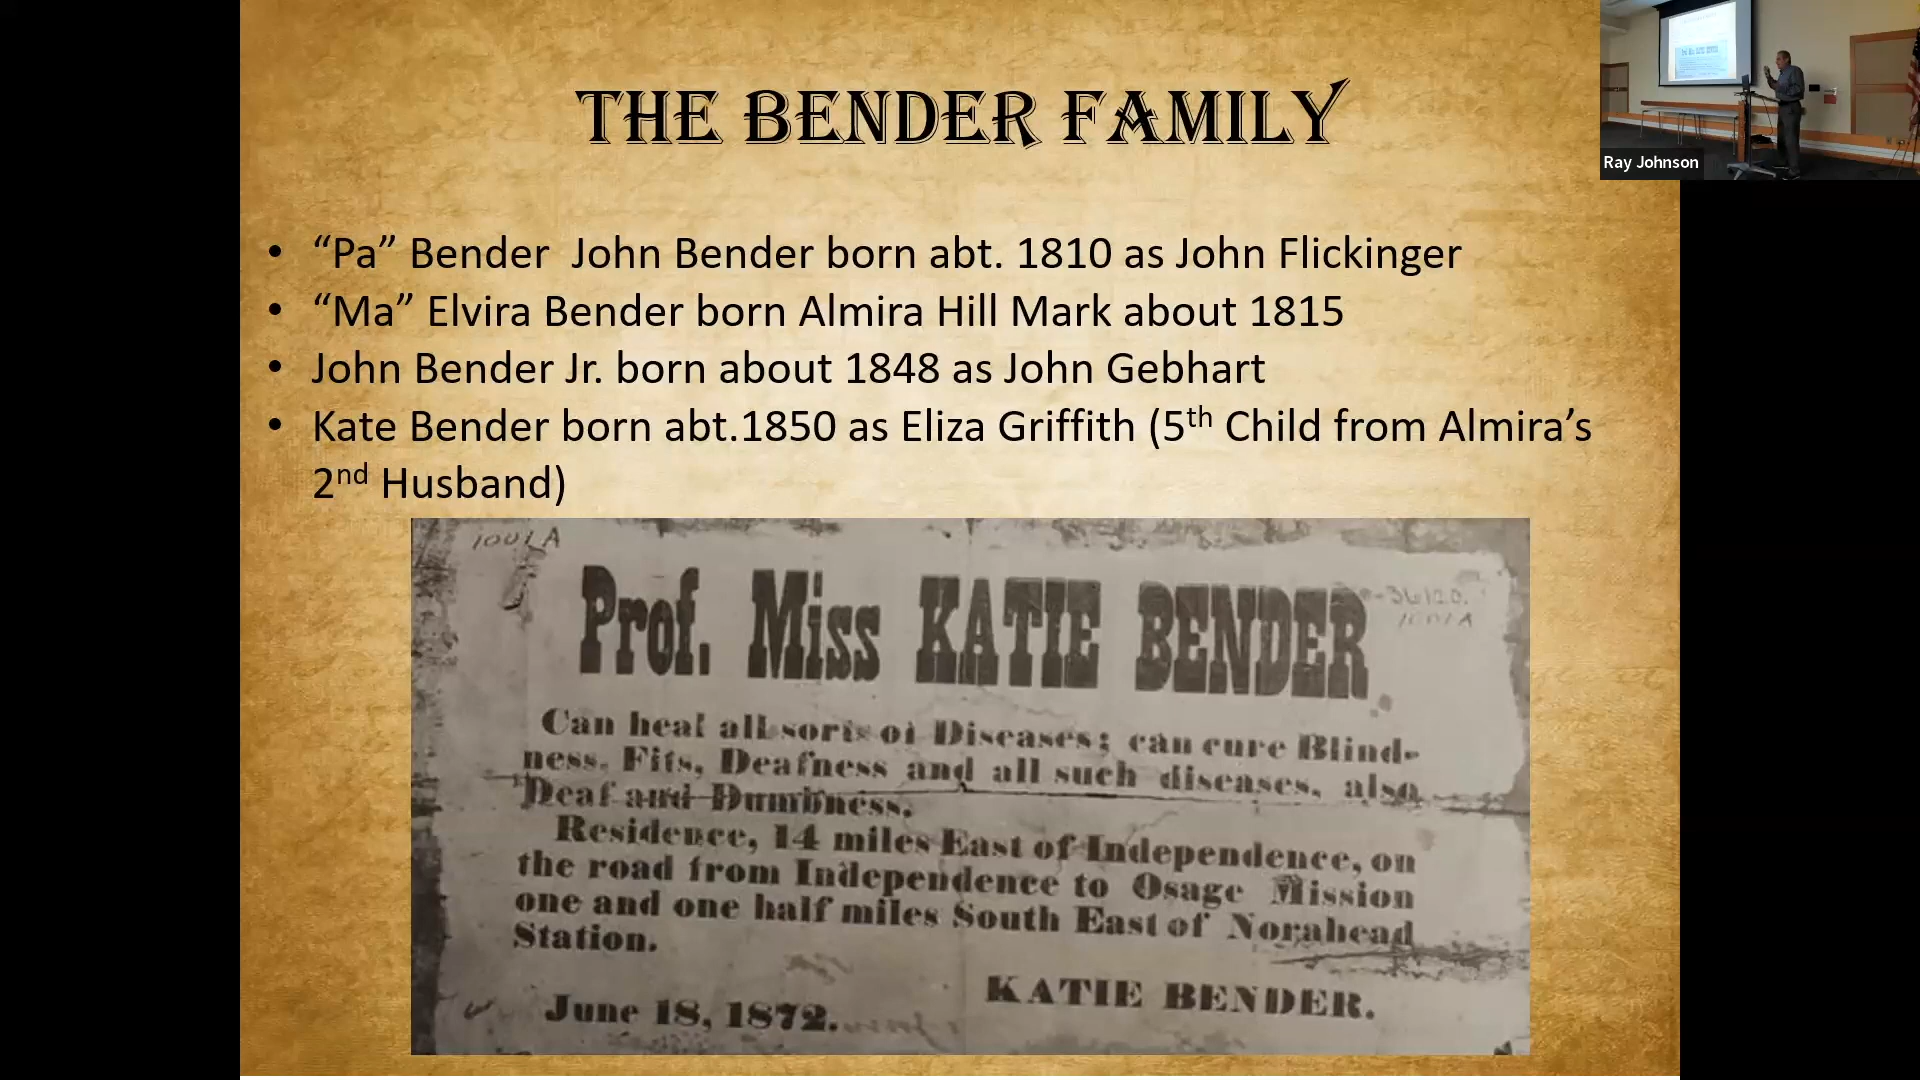 THE BENDER FAMILY
Ray Johnson
• “Pa” Bender  John Bender born abt. 1810 as John Flickinger
• “Ma” Elvira Bender born Almira Hill Mark about 1815
• John Bender Jr. born about 1848 as John Gebhart
• Kate Bender born abt.1850 as Eliza Griffith (5th Child from Almira’s
2nd Husband)
1001A
Prof. Miss KATIE BENDER
36120.
1001A
Can heal all sorts of Diseases; can cure Blind-
ness, Fits, Deafness and all such diseases, also
Deaf and Dumbness.
Residence, 14 miles East of Independence, on
the road from Independence to Osage Mission
one and one half miles South East of Norahead
Station.
KATIE BENDER.
June 18, 1872.